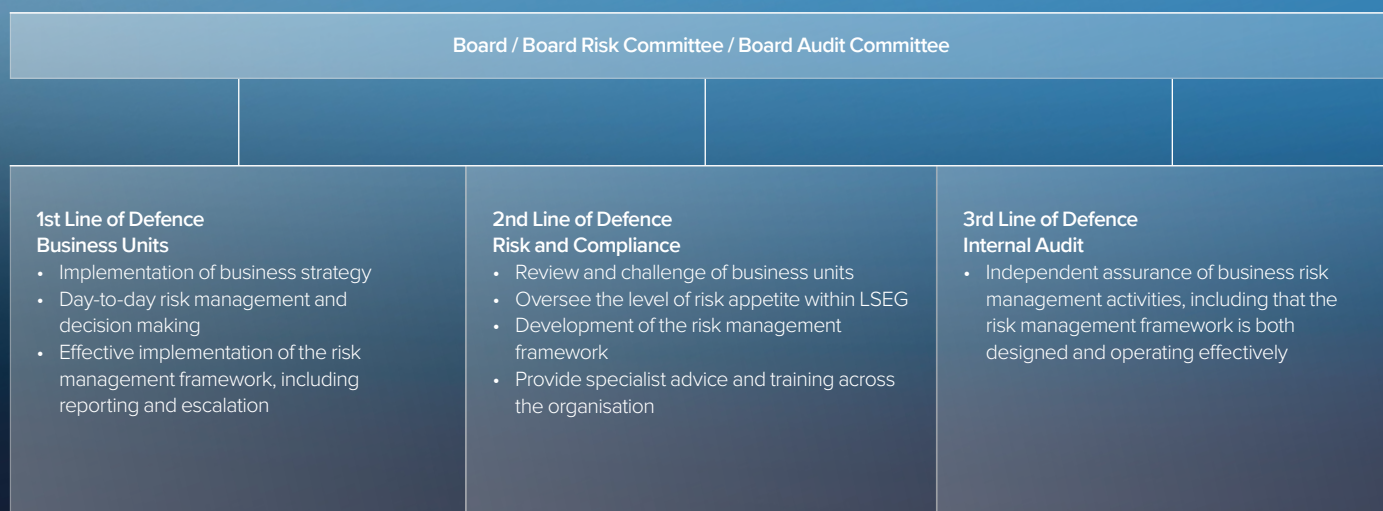 Board / Board Risk Committee / Board Audit Committee
1st Line of Defence
Business Units
• Implementation of business strategy
• Day-to-day risk management and
decision making
• Effective implementation of the risk
management framework, including
reporting and escalation
2nd Line of Defence
Risk and Compliance
• Review and challenge of business units
• Oversee the level of risk appetite within LSEG
• Development of the risk management
framework
• Provide specialist advice and training across
the organisation
3rd Line of Defence
Internal Audit
• Independent assurance of business risk
management activities, including that the
risk management framework is both
designed and operating effectively